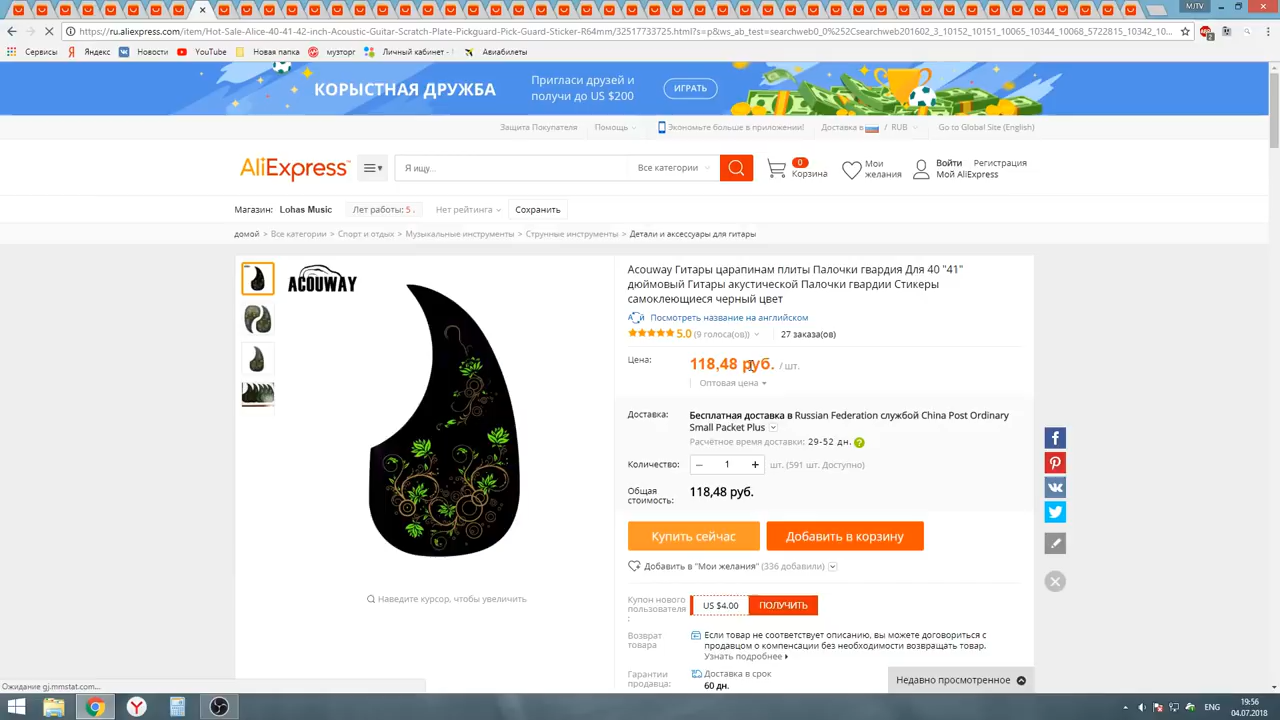 MJTV
https://ru.aliexpress.com/item/Hot-Sale-Alice-40-41-42-inch-Acoustic-Guitar-Scratch-Plate-Pickguard-Pick-Guard-Sticker-R64mm/32517733725.html?s=p&ws_ab_test=searchweb0_0%252Csearchweb201602_3_10152_10151_10065_10344_10068_5722815_10342_10...
Сервисы Яндекс Новости YouTube Новая папка музторг Личный кабинет - Авиабилеты
КОРЫСТНАЯ ДРУЖБА
Пригласи друзей и
получи до US $200
ИГРАТЬ
Защита Покупателя Помощь Экономьте больше в приложении! Доставка в / RUB Go to Global Site (English)
AliExpress™
Я ищу...
Все категории
0
Корзина
Мои
желания
Войти Регистрация
Мой AliExpress
Магазин: Lohas Music Лет работы: 5 . Нет рейтинга Сохранить
домой > Все категории > Спорт и отдых > Музыкальные инструменты > Струнные инструменты > Детали и аксессуары для гитары
ACOUWAY
Acouway Гитары царапинам плиты Палочки гвардия Для 40 "41"
дюймовый Гитары акустической Палочки гвардии Стикеры
самоклеющиеся черный цвет
Посмотреть название на английском
5.0 (9 голоса(ов)) 27 заказа(ов)
Цена: 118,48 руб. / шт.
Оптовая цена
Доставка: Бесплатная доставка в Russian Federation службой China Post Ordinary
Small Packet Plus
Расчётное время доставки: 29-52 дн. ?
Количество: – 1 + шт. (591 шт. Доступно)
Общая
стоимость: 118,48 руб.
Купить сейчас Добавить в корзину
Добавить в "Мои желания" (336 добавили)
Наведите курсор, чтобы увеличить
Купон нового
пользователя
:
US $4.00 ПОЛУЧИТЬ
Возврат
товара
Если товар не соответствует описанию, вы можете договориться с
продавцом о компенсации без необходимости возвращать товар.
Узнать подробнее
Гарантии
продавца:
Доставка в срок
60 дн.
Недавно просмотренное
Ожидание gj.mmstat.com...
ENG
19:56
04.07.2018